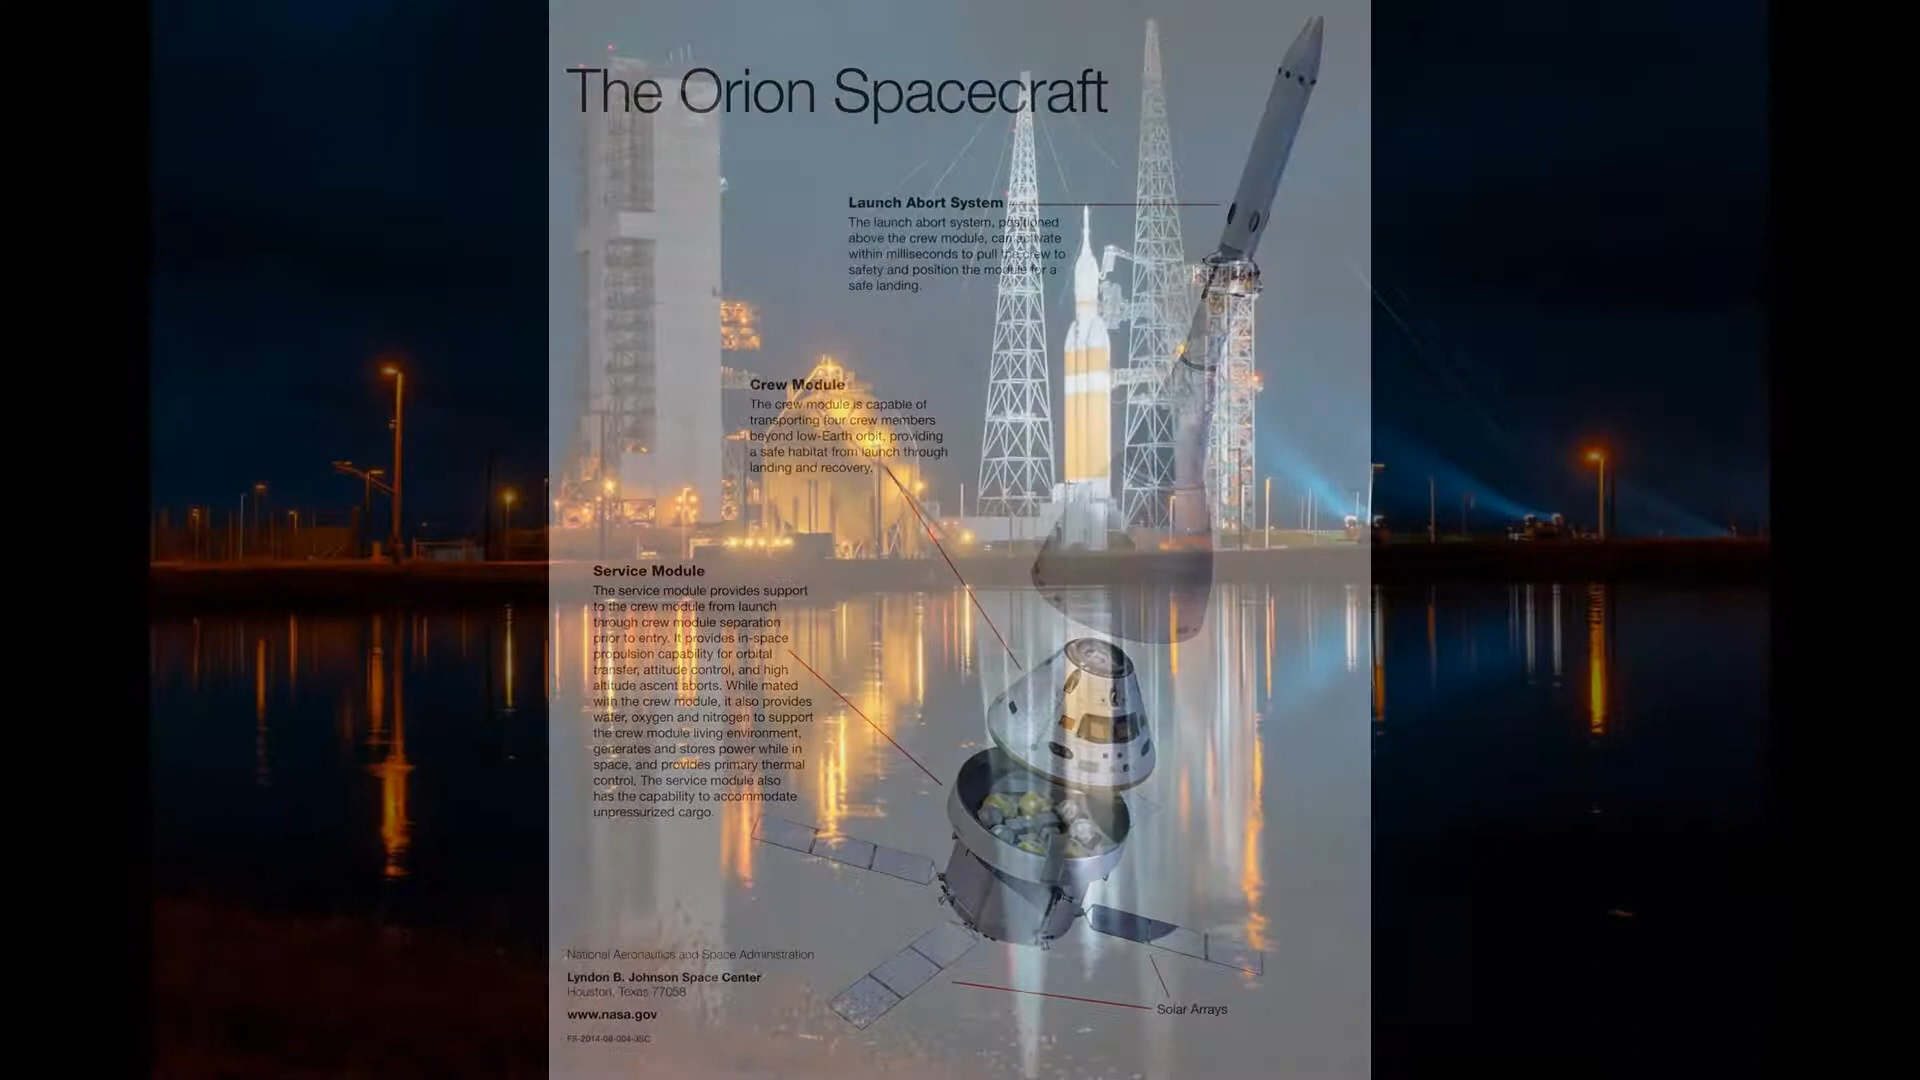 The Orion Spacecraft
Launch Abort System
The launch abort system, positioned
above the crew module, can activate
within milliseconds to pull the crew to
safety and position the module for a
safe landing.
Crew Module
The crew module is capable of
transporting four crew members
beyond low-Earth orbit, providing
a safe habitat from launch through
landing and recovery.
Service Module
The service module provides support
to the crew module from launch
through crew module separation
prior to entry. It provides in-space
propulsion capability for orbital
transfer, attitude control, and high
altitude ascent aborts. While mated
with the crew module, it also provides
water, oxygen and nitrogen to support
the crew module living environment,
generates and stores power while in
space, and provides primary thermal
control. The service module also
has the capability to accommodate
unpressurized cargo.
National Aeronautics and Space Administration
Lyndon B. Johnson Space Center
Houston, Texas 77058
www.nasa.gov
FS-2014-08-004-JSC
Solar Arrays